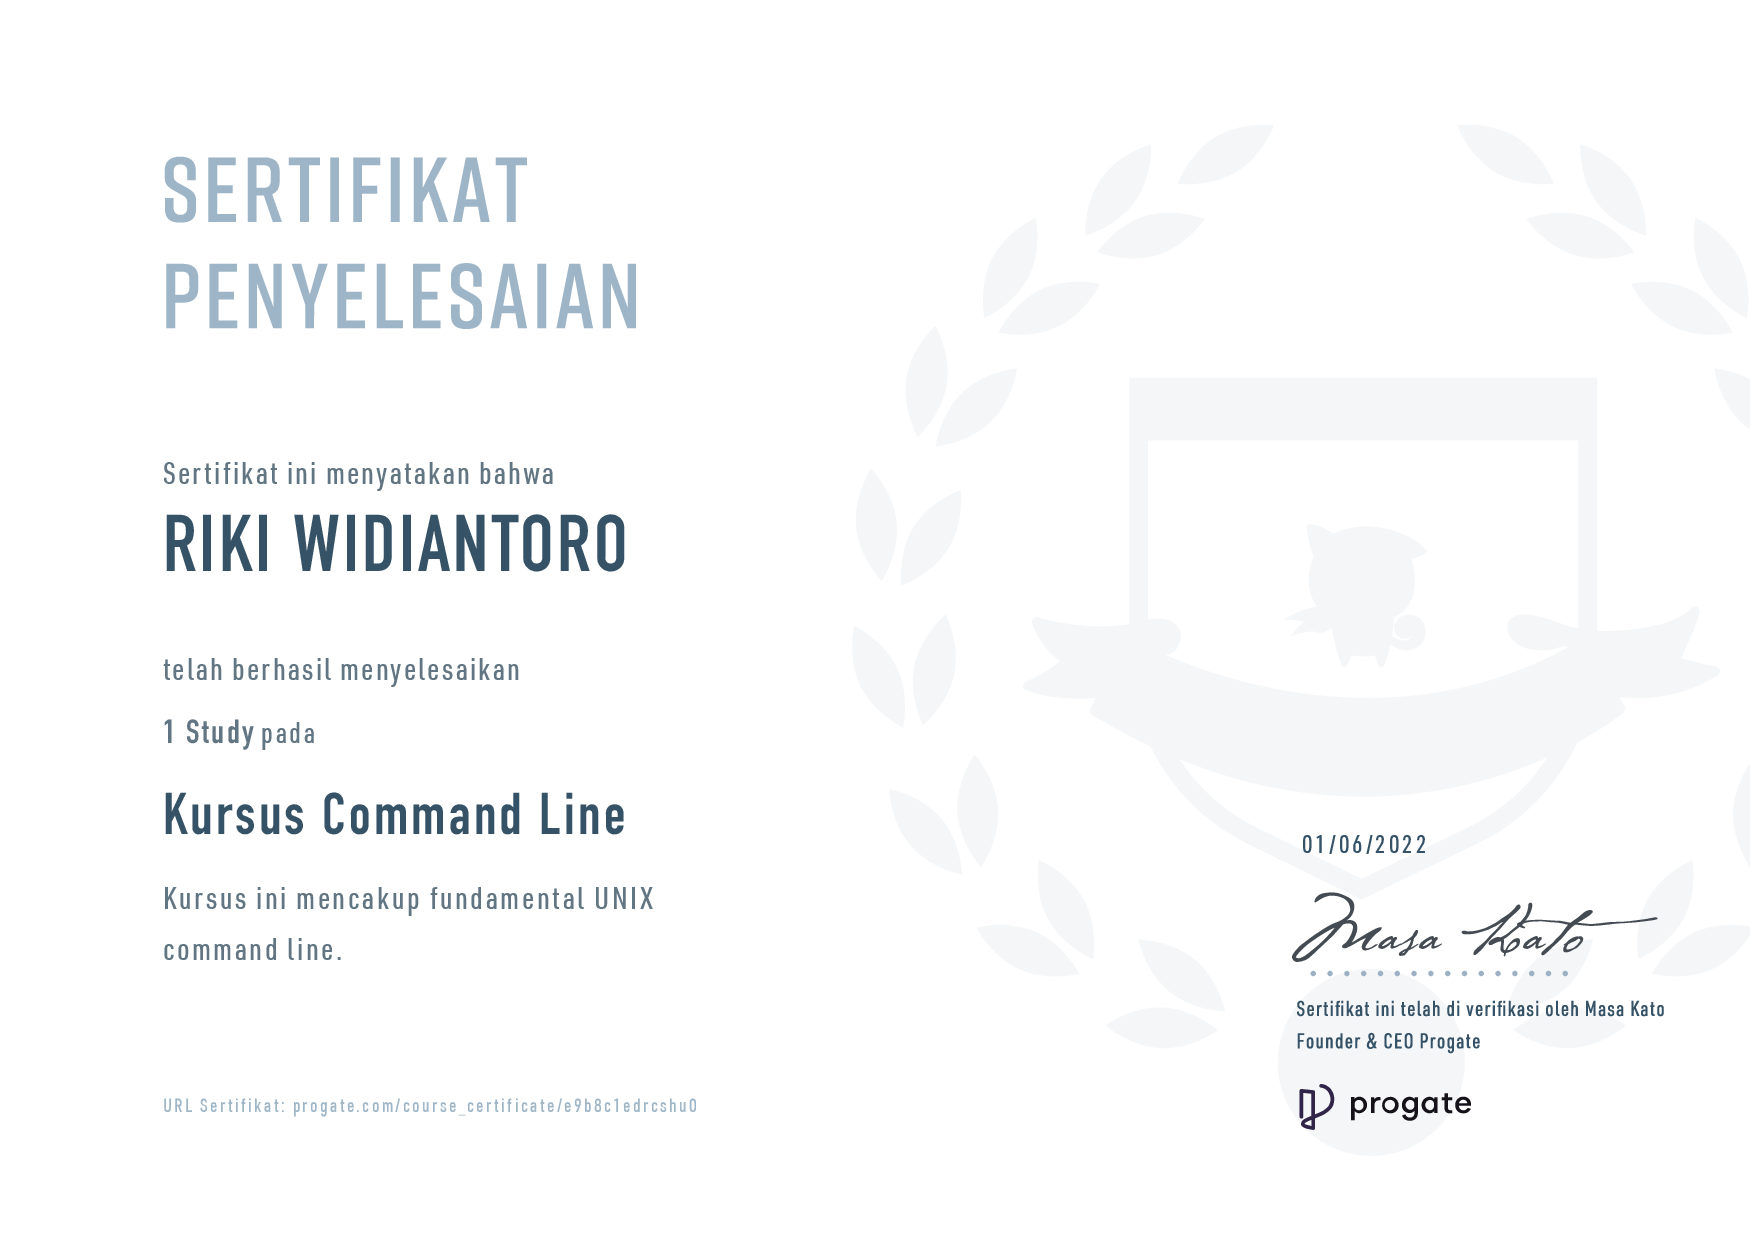 SERTIFIKAT
PENYELESAIAN
Sertifikat ini menyatakan bahwa
RIKI WIDIANTORO
telah berhasil menyelesaikan
1 Study pada
Kursus Command Line
Kursus ini mencakup fundamental UNIX
command line.
01/06/2022
Masa Kato
Sertifikat ini telah di verifikasi oleh Masa Kato
Founder & CEO Progate
progate
URL Sertifikat: progate.com/course_certificate/e9b8c1edrcshu0